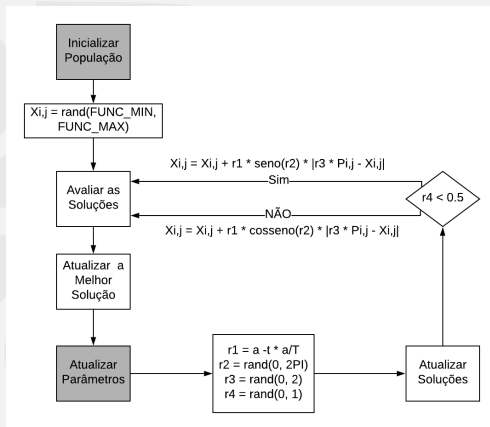 Inicializar
População
Xi,j = rand(FUNC_MIN,
FUNC_MAX)
Xi,j = Xi,j + r1 * seno(r2) * |r3 * Pi,j - Xi,j|
Sim
Avaliar as
Soluções
r4 < 0.5
NÃO
Xi,j = Xi,j + r1 * cosseno(r2) * |r3 * Pi,j - Xi,j|
Atualizar a
Melhor
Solução
Atualizar
Parâmetros
r1 = a -t * a/T
r2 = rand(0, 2PI)
r3 = rand(0, 2)
r4 = rand(0, 1)
Atualizar
Soluções